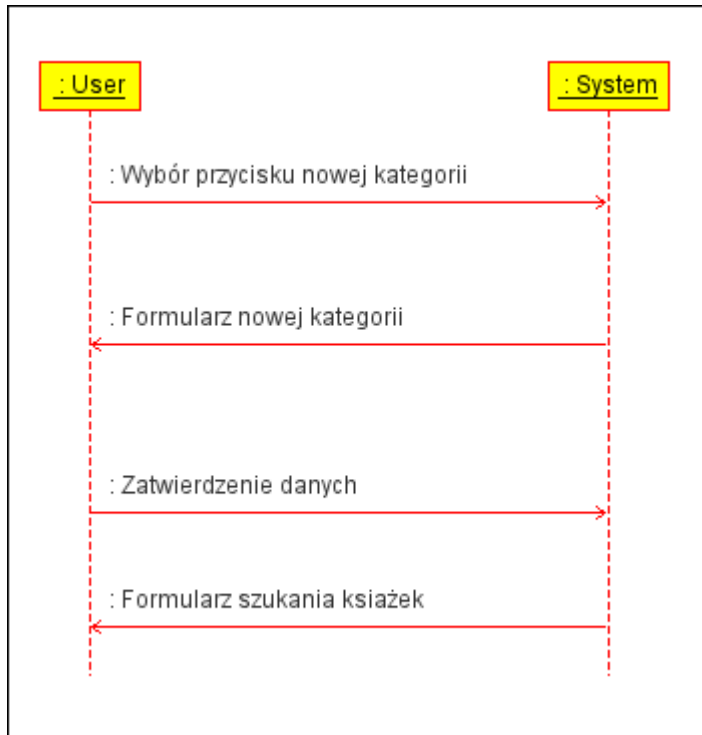 : User
: System
: Wybór przycisku nowej kategorii
: Formularz nowej kategorii
: Zatwierdzenie danych
: Formularz szukania ksiażek